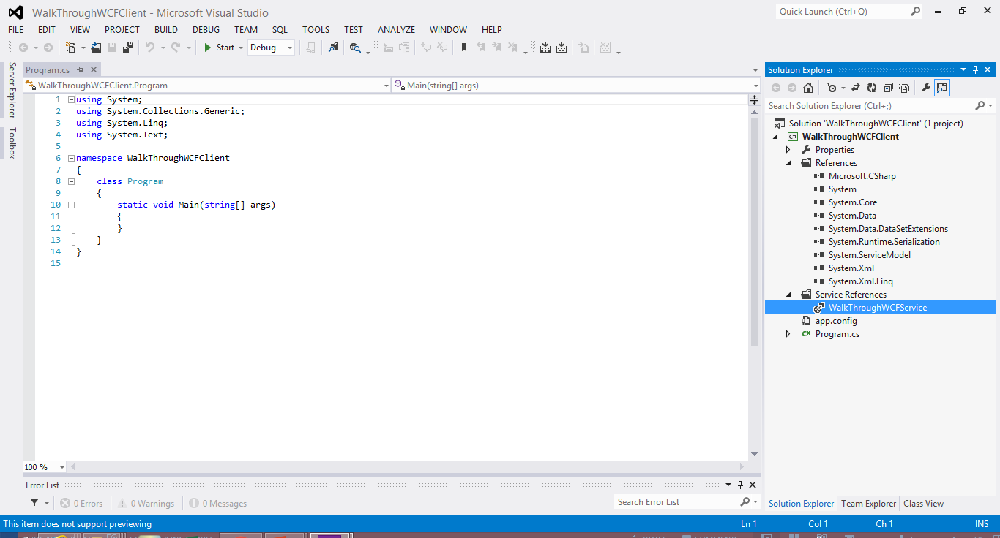 WalkThroughWCFClient - Microsoft Visual Studio
Quick Launch (Ctrl+Q)
FILE EDIT VIEW PROJECT BUILD DEBUG TEAM SQL TOOLS TEST ANALYZE WINDOW HELP
Start Debug
Server Explorer
Toolbox
Program.cs
WalkThroughWCFClient.Program
Main(string[] args)
1 using System;
2 using System.Collections.Generic;
3 using System.Linq;
4 using System.Text;
5
6 namespace WalkThroughWCFClient
7 {
8 class Program
9 {
10 static void Main(string[] args)
11 {
12 }
13 }
14 }
15
100 %
Error List
0 Errors 0 Warnings 0 Messages
Search Error List
Solution Explorer
Search Solution Explorer (Ctrl+;)
Solution 'WalkThroughWCFClient' (1 project)
C# WalkThroughWCFClient
Properties
References
Microsoft.CSharp
System
System.Core
System.Data
System.Data.DataSetExtensions
System.Runtime.Serialization
System.ServiceModel
System.Xml
System.Xml.Linq
Service References
WalkThroughWCFService
app.config
C# Program.cs
Solution Explorer Team Explorer Class View
This item does not support previewing
Ln 1 Col 1 Ch 1 INS